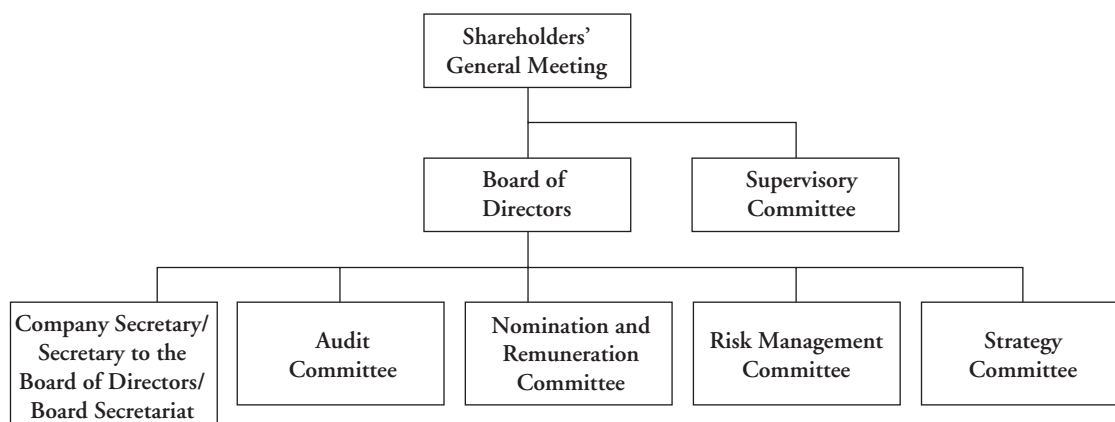 Shareholders’
General Meeting
Board of
Directors
Supervisory
Committee
Company Secretary/
Secretary to the
Board of Directors/
Board Secretariat
Audit
Committee
Nomination and
Remuneration
Committee
Risk Management
Committee
Strategy
Committee